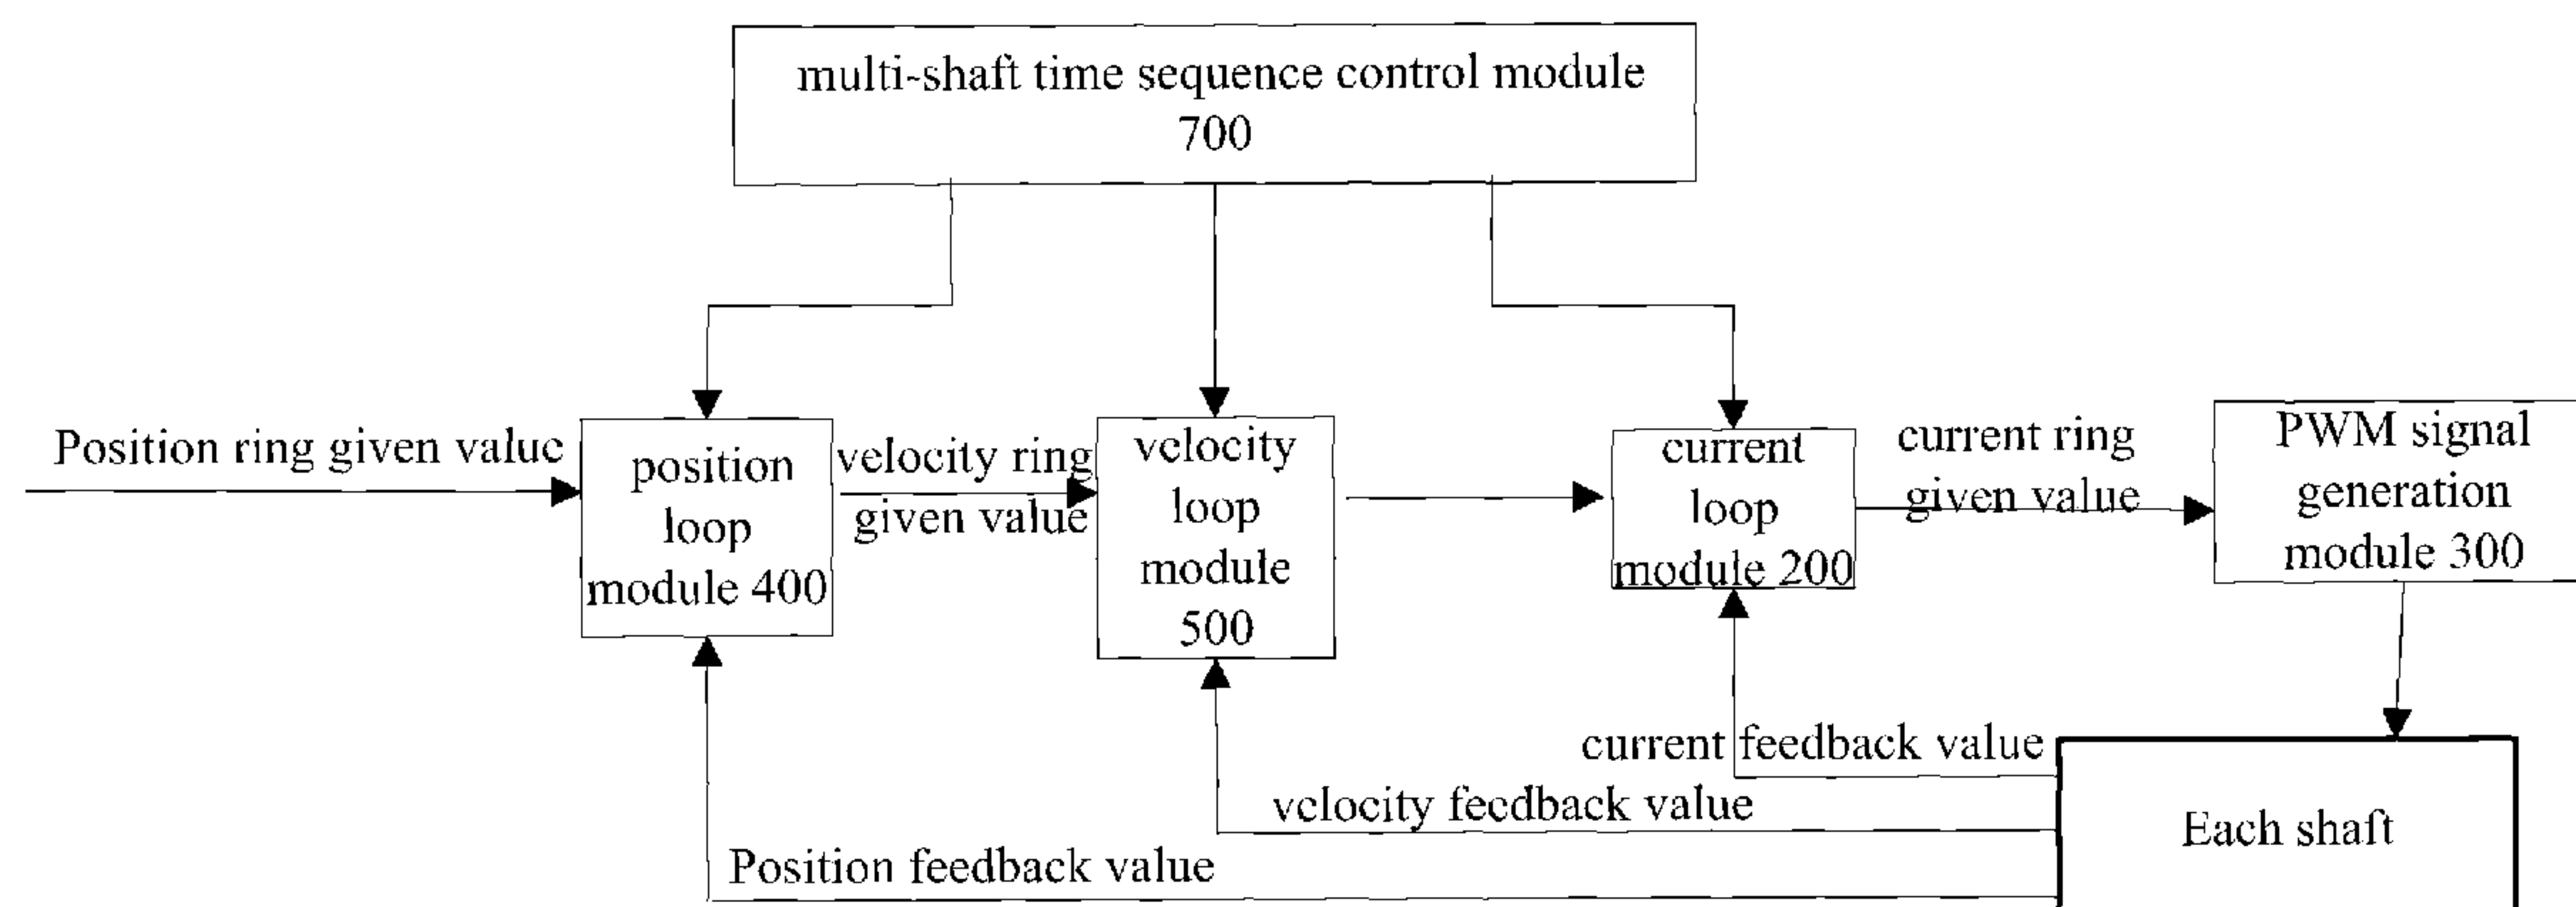 multi-shaft time sequence control module
700
Position ring given value
position
loop
module 400
velocity ring
given value
velocity
loop
module
500
current
loop
module 200
current ring
given value
PWM signal
generation
module 300
current feedback value
velocity feedback value
Position feedback value
Each shaft